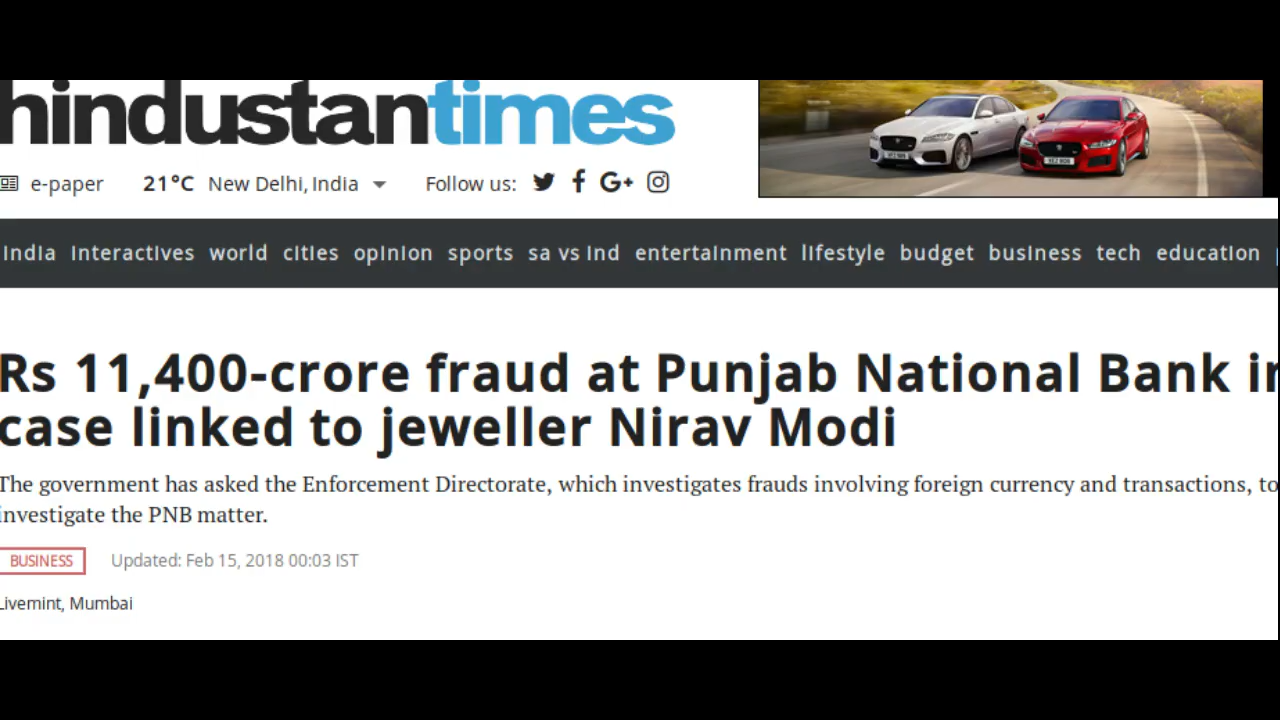 hindustantimes
e-paper 21°C New Delhi, India Follow us: G+
India Interactives world cities opinion sports sa vs ind entertainment lifestyle budget business tech education
Rs 11,400-crore fraud at Punjab National Bank in
case linked to jeweller Nirav Modi
The government has asked the Enforcement Directorate, which investigates frauds involving foreign currency and transactions, to
investigate the PNB matter.
BUSINESS Updated: Feb 15, 2018 00:03 IST
Livemint, Mumbai